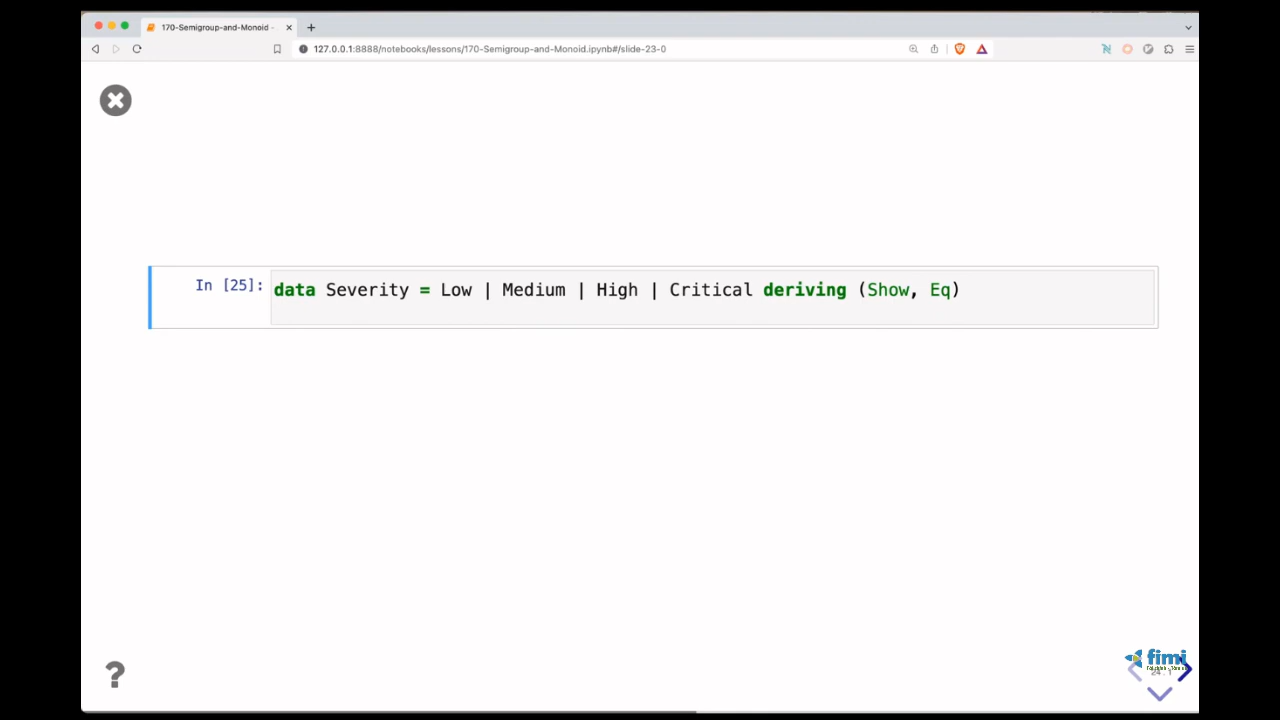 170-Semigroup-and-Monoid -
127.0.0.1:8888/notebooks/lessons/170-Semigroup-and-Monoid.ipynb#/slide-23-0
In [25]: data Severity = Low | Medium | High | Critical deriving (Show, Eq)
?
fimi